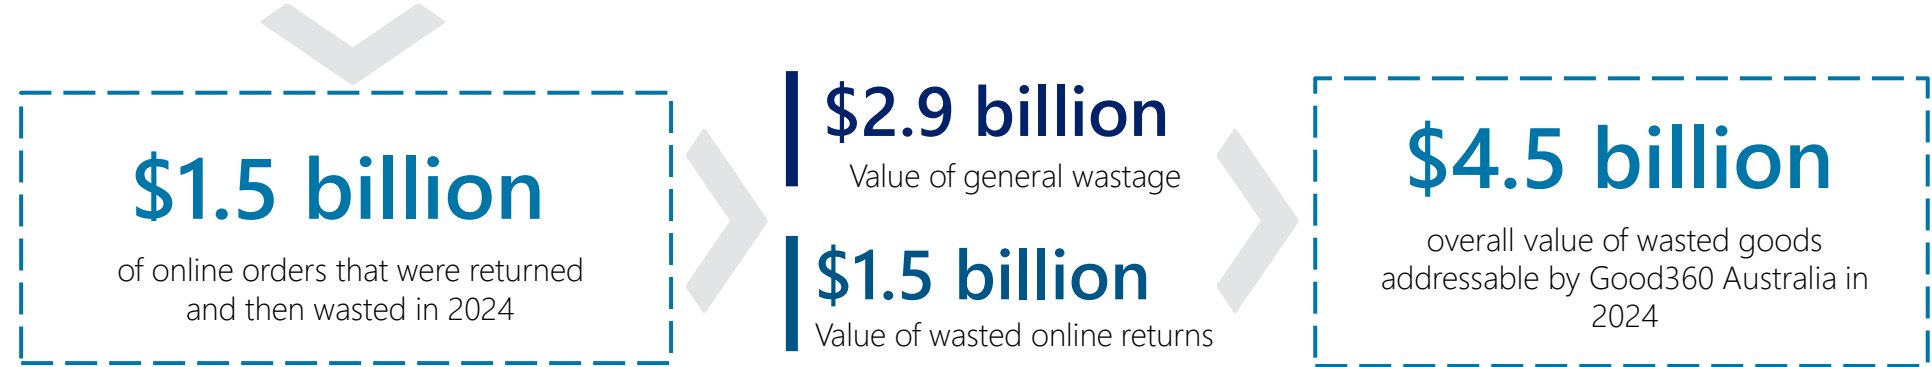 $1.5 billion
of online orders that were returned
and then wasted in 2024
$2.9 billion
Value of general wastage
$1.5 billion
Value of wasted online returns
$4.5 billion
overall value of wasted goods
addressable by Good360 Australia in
2024